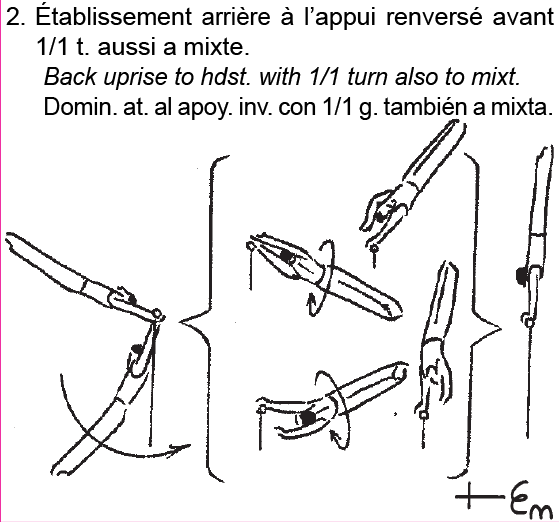 2. Établissement arrière à l’appui renversé avant
1/1 t. aussi a mixte.
Back uprise to hdst. with 1/1 turn also to mixt.
Domin. at. al apoy. inv. con 1/1 g. también a mixta.